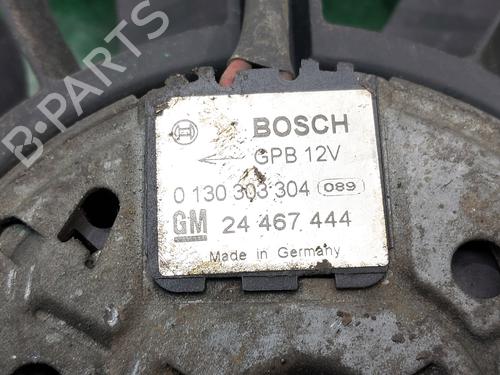 BOSCH
GPB 12V
0 130 303 304 089
GM 24 467 444
Made in Germany
B-PARTS